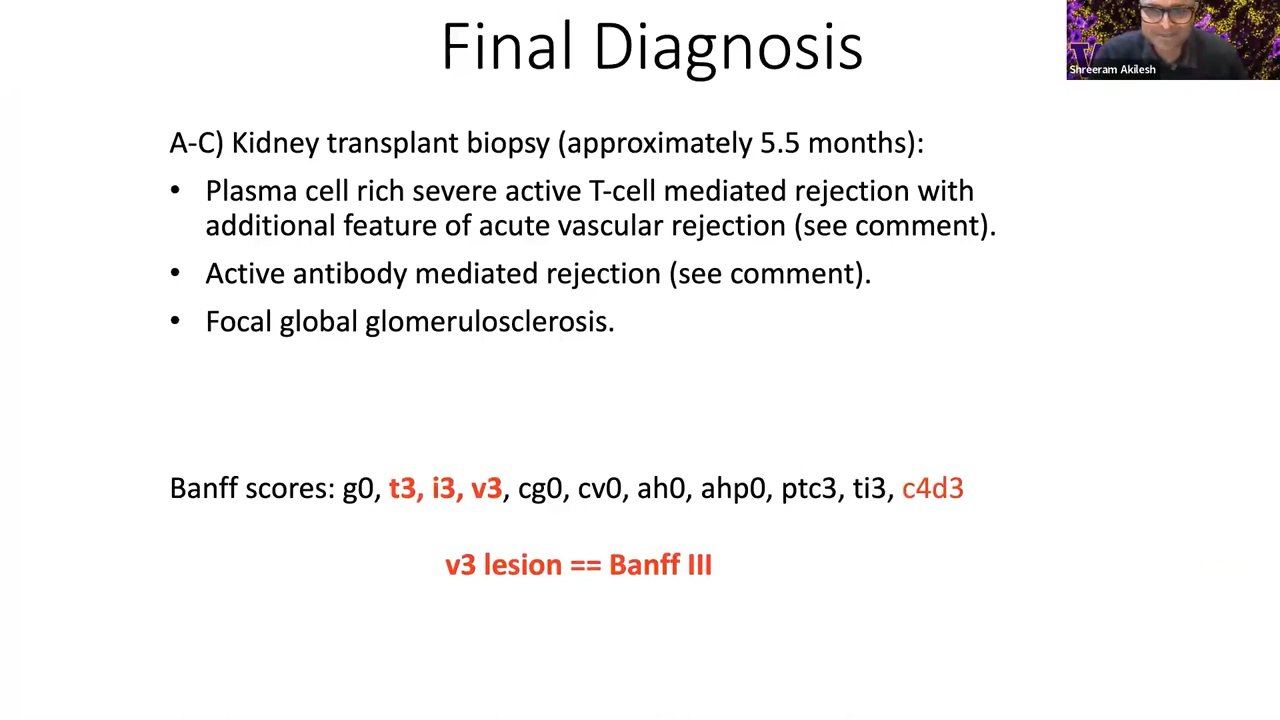 Final Diagnosis
Shreeram Akilesh
A-C) Kidney transplant biopsy (approximately 5.5 months):
• Plasma cell rich severe active T-cell mediated rejection with
additional feature of acute vascular rejection (see comment).
• Active antibody mediated rejection (see comment).
• Focal global glomerulosclerosis.
Banff scores: g0, t3, i3, v3, cg0, cv0, ah0, ahp0, ptc3, ti3, c4d3
v3 lesion == Banff III